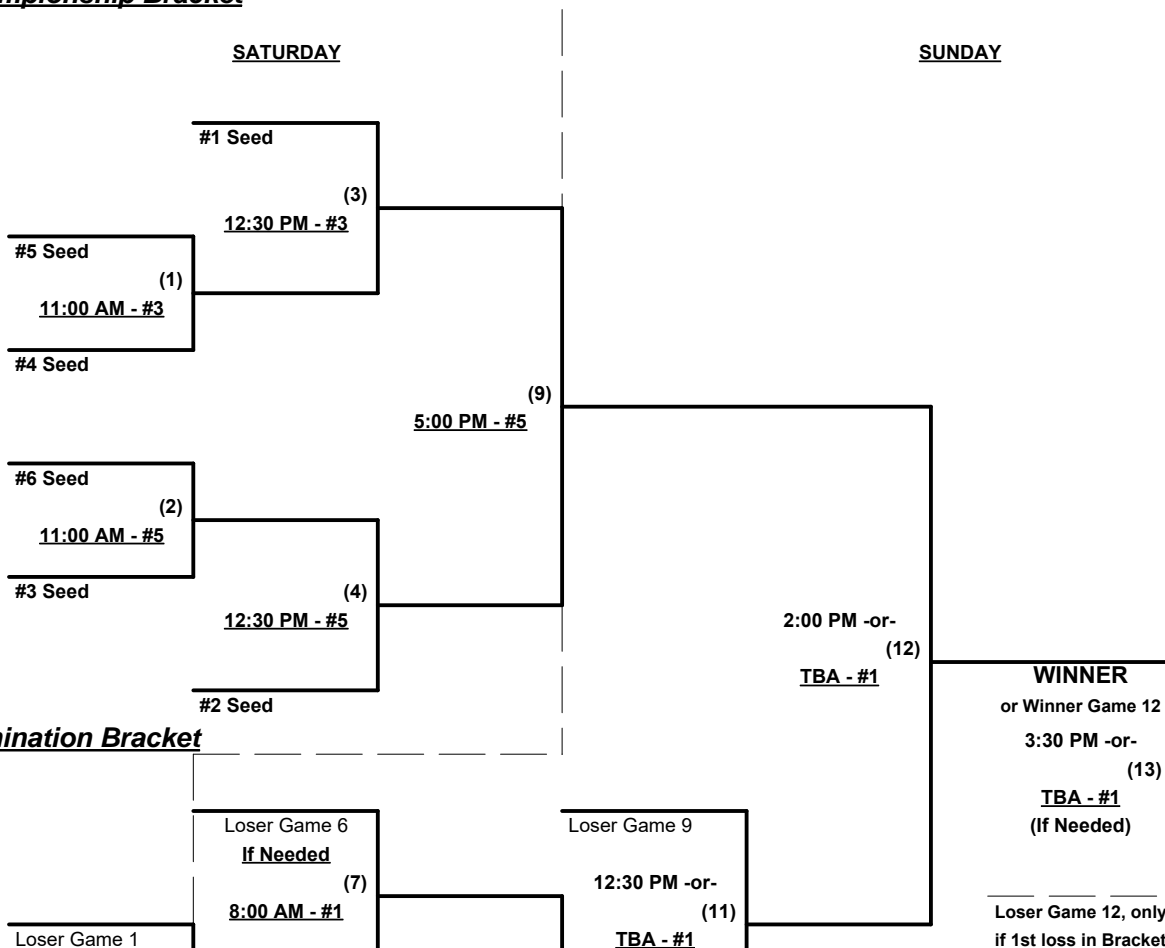 Bracket
SATURDAY
SUNDAY
#1 Seed
(3)
12:30 PM - #3
#5 Seed
(1)
11:00 AM - #3
#4 Seed
(9)
5:00 PM - #5
#6 Seed
(2)
11:00 AM - #5
#3 Seed
(4)
12:30 PM - #5
#2 Seed
2:00 PM -or-
(12)
TBA - #1
WINNER
or Winner Game 12
3:30 PM -or-
(13)
TBA - #1
(If Needed)
Bracket
Loser Game 6
If Needed
(7)
8:00 AM - #1
Loser Game 9
12:30 PM -or-
(11)
TBA - #1
Loser Game 1
Loser Game 12, only
if 1st loss in Bracket